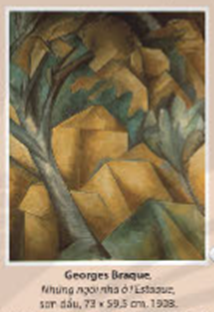 Georges Braque,
Những ngôi nhà ở l'Estaque,
sơn dầu, 73 x 59,5 cm, 1908.